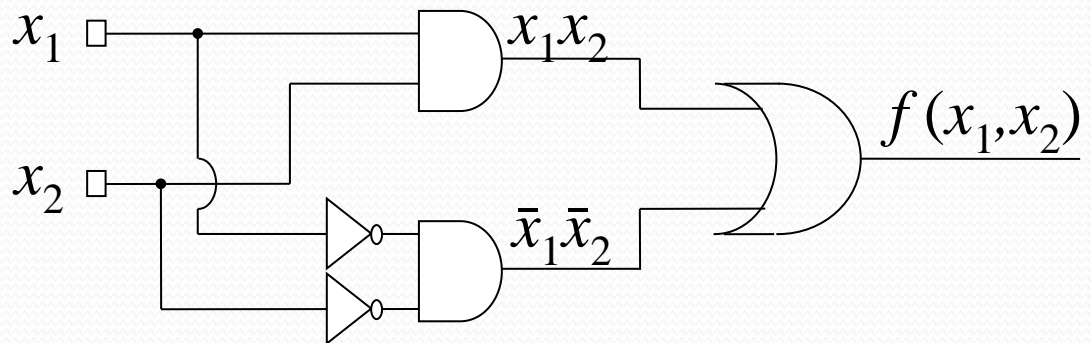 x₁
x₁x₂
f(x₁,x₂)
x₂
x̄₁x̄₂